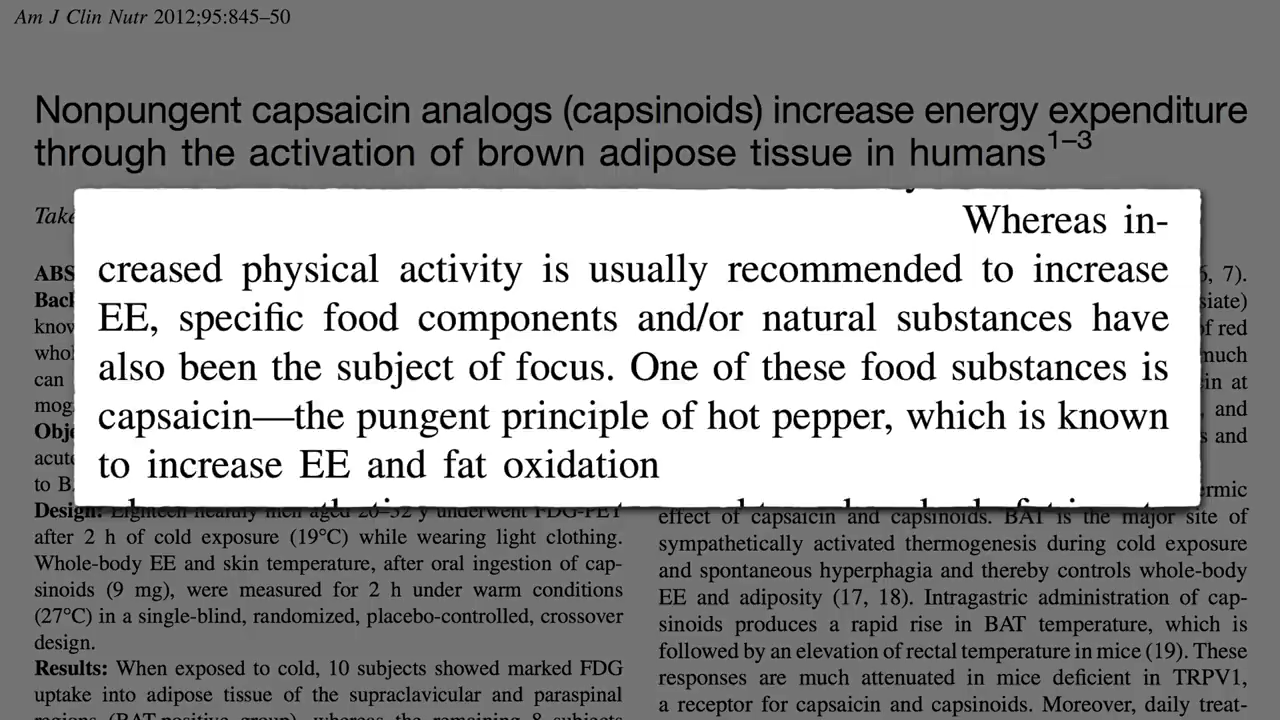 Am J Clin Nutr 2012;95:845–50
Nonpungent capsaicin analogs (capsinoids) increase energy expenditure
through the activation of brown adipose tissue in humans1–3
Whereas in-
creased physical activity is usually recommended to increase
EE, specific food components and/or natural substances have
also been the subject of focus. One of these food substances is
capsaicin—the pungent principle of hot pepper, which is known
to increase EE and fat oxidation
after 2 h of cold exposure (19°C) while wearing light clothing.
Whole-body EE and skin temperature, after oral ingestion of cap-
sinoids (9 mg), were measured for 2 h under warm conditions
(27°C) in a single-blind, randomized, placebo-controlled, crossover
design.
Results: When exposed to cold, 10 subjects showed marked FDG
uptake into adipose tissue of the supraclavicular and paraspinal
effect of capsaicin and capsinoids. BAT is the major site of
sympathetically activated thermogenesis during cold exposure
and spontaneous hyperphagia and thereby controls whole-body
EE and adiposity (17, 18). Intragastric administration of cap-
sinoids produces a rapid rise in BAT temperature, which is
followed by an elevation of rectal temperature in mice (19). These
responses are much attenuated in mice deficient in TRPV1,
a receptor for capsaicin and capsinoids. Moreover, daily treat-